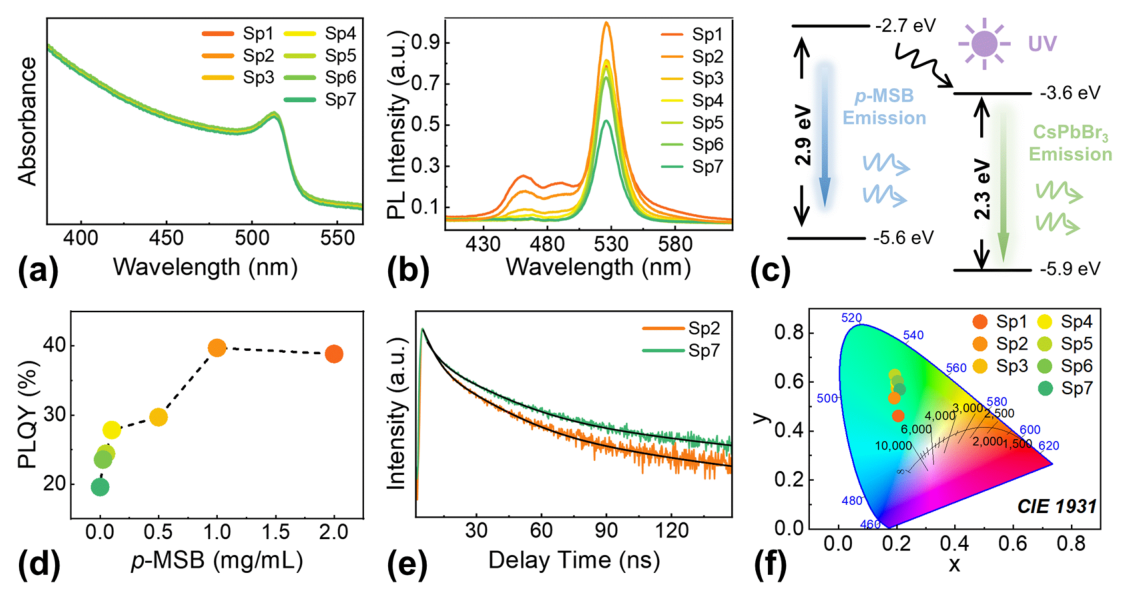 Absorbance
Sp1
Sp2
Sp3
Sp4
Sp5
Sp6
Sp7
400
450
500
550
Wavelength (nm)
(a)
PL Intensity (a.u.)
0.9
0.7
0.5
0.3
0.1
Sp1
Sp2
Sp3
Sp4
Sp5
Sp6
Sp7
430
480
530
580
Wavelength (nm)
(b)
-2.7 eV
UV
2.9 eV
p-MSB
Emission
-5.6 eV
-3.6 eV
2.3 eV
CsPbBr3
Emission
-5.9 eV
(c)
PLQY (%)
40
30
20
0.0
0.5
1.0
1.5
2.0
p-MSB (mg/mL)
(d)
Intensity (a.u.)
Sp2
Sp7
30
60
90
120
Delay Time (ns)
(e)
y
0.8
0.6
0.4
0.2
0.0
520
540
560
500
580
600
620
480
460
Sp1
Sp2
Sp3
Sp4
Sp5
Sp6
Sp7
10,000
6,000
4,000
3,000
2,500
2,000
1,500
∞
CIE 1931
0.0
0.2
0.4
0.6
0.8
x
(f)